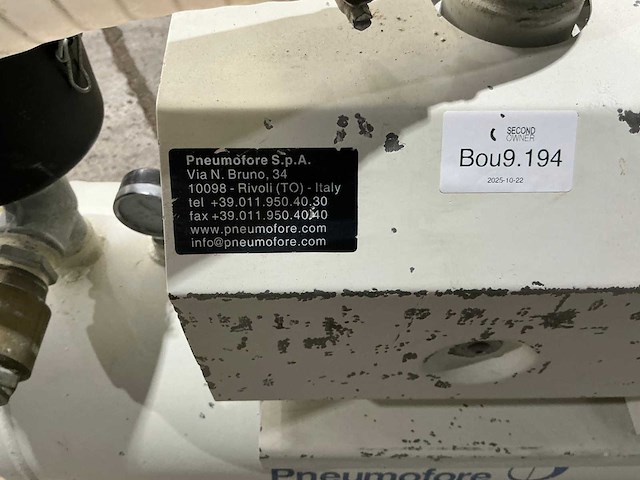 Pneumofore S.p.A.
Via N. Bruno, 34
10098 - Rivoli (TO) - Italy
tel +39.011.950.40.30
fax +39.011.950.40.40
www.pneumofore.com
info@pneumofore.com
SECOND
OWNER
Bou9.194
2025-10-22
Pneumofore